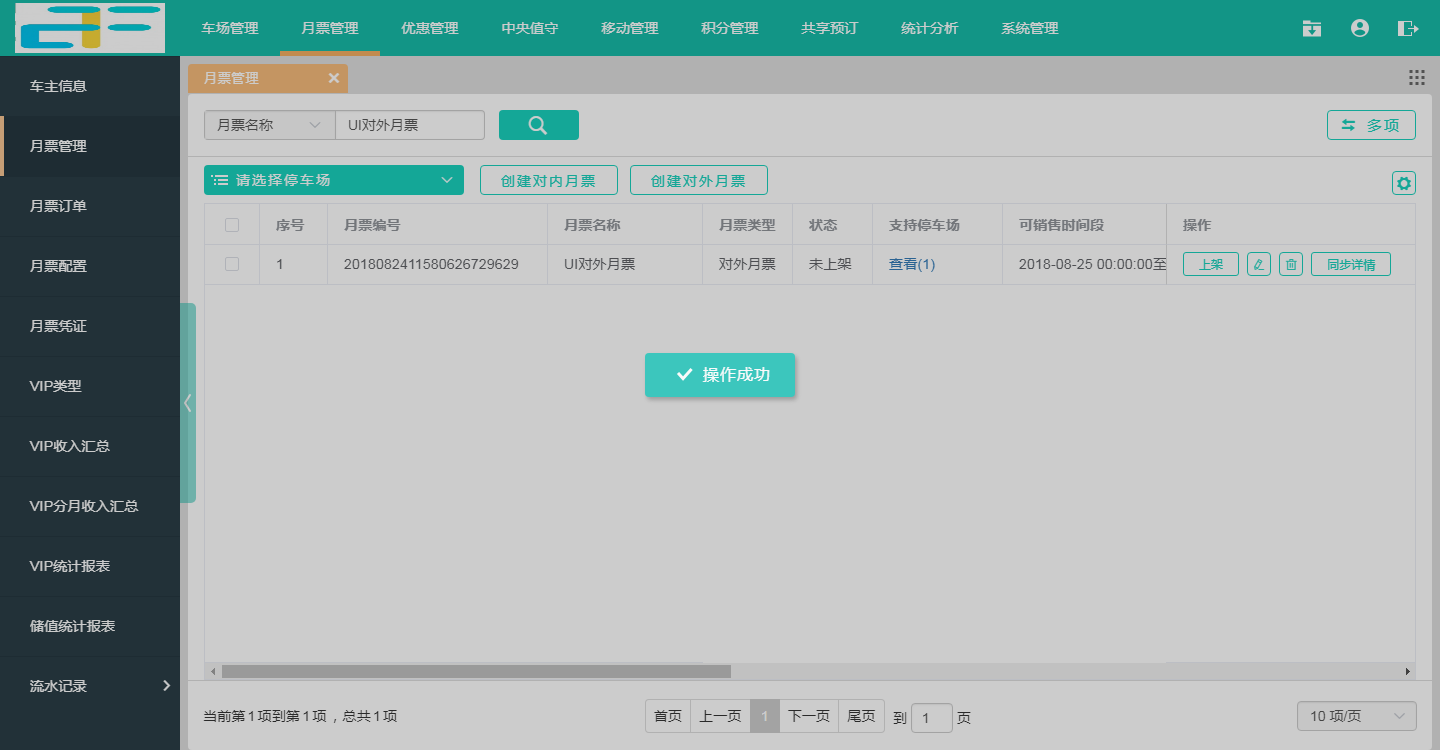 车场管理 月票管理 优惠管理 中央值守 移动管理 积分管理 共享预订 统计分析 系统管理
车主信息
月票管理
月票订单
月票配置
月票凭证
VIP类型
VIP收入汇总
VIP分月收入汇总
VIP统计报表
储值统计报表
流水记录
月票管理
月票名称 UI对外月票 多项
请选择停车场 创建对内月票 创建对外月票
序号 月票编号 月票名称 月票类型 状态 支持停车场 可销售时间段 操作
1 2018082411580626729629 UI对外月票 对外月票 未上架 查看(1) 2018-08-25 00:00:00至 上架 同步详情
操作成功
当前第1项到第1项，总共1项 首页 上一页 1 下一页 尾页 到 1 页 10 项/页